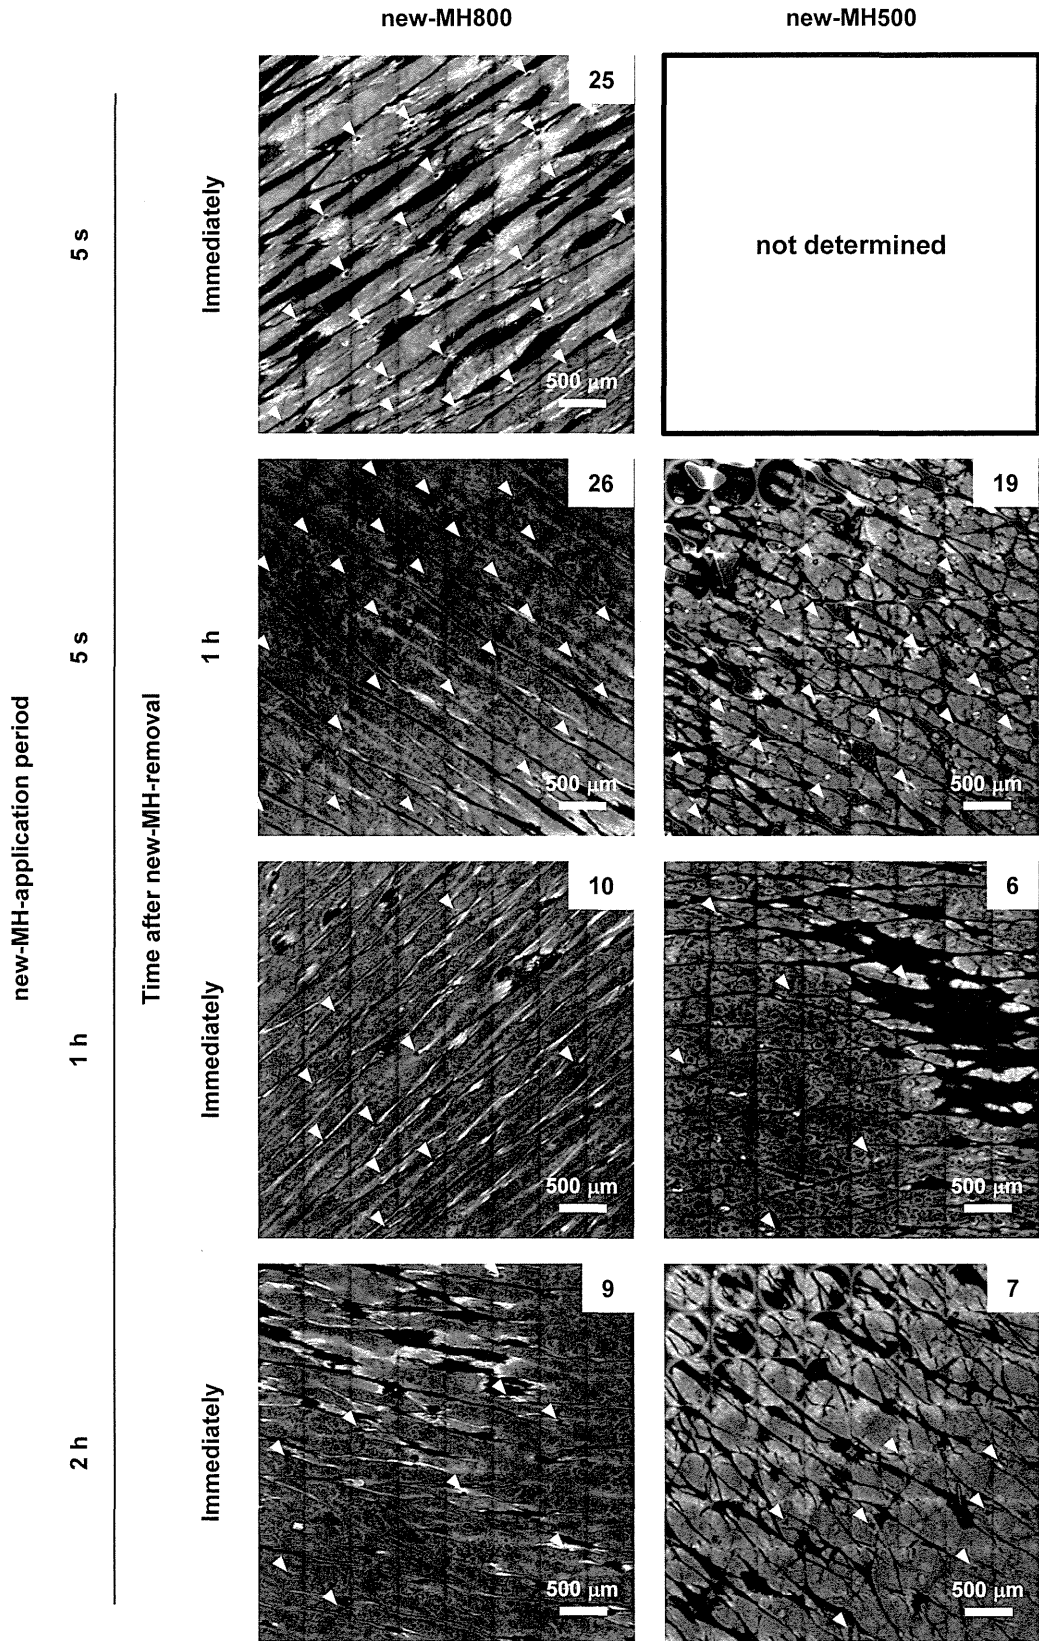 new-MH800
new-MH500
new-MH-application period
Time after new-MH-removal
5 s
Immediately
25
500 μm
not determined
5 s
1 h
26
500 μm
19
500 μm
1 h
Immediately
10
500 μm
6
500 μm
2 h
Immediately
9
500 μm
7
500 μm